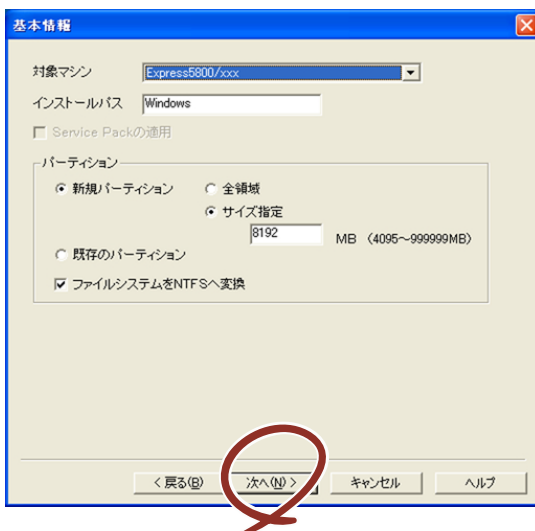 基本情報
対象マシン Express5800/xxx
インストールパス Windows
Service Packの適用
パーティション
新規パーティション 全領域
サイズ指定
8192 MB (4095~999999MB)
既存のパーティション
ファイルシステムをNTFSへ変換
< 戻る(B) 次へ(N) > キャンセル ヘルプ